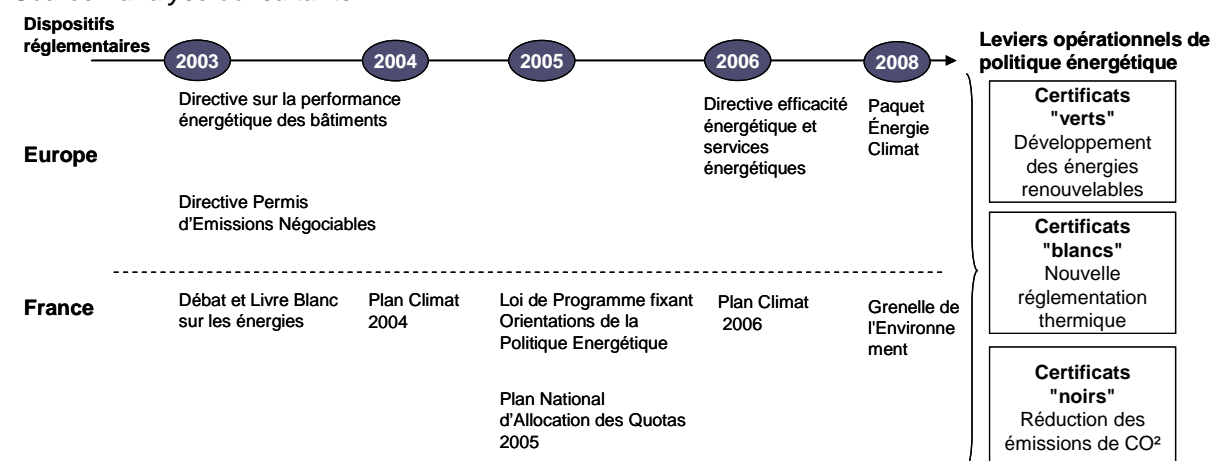 Dispositifs
réglementaires
2003
2004
2005
2006
2008
Leviers opérationnels de
politique énergétique
Europe
Directive sur la performance
énergétique des bâtiments
Directive Permis
d'Emissions Négociables
Directive efficacité
énergétique et
services
énergétiques
Paquet
Énergie
Climat
France
Débat et Livre Blanc
sur les énergies
Plan Climat
2004
Loi de Programme fixant
Orientations de la
Politique Energétique
Plan National
d'Allocation des Quotas
2005
Plan Climat
2006
Grenelle de
l'Environne
ment
Certificats
"verts"
Développement
des énergies
renouvelables
Certificats
"blancs"
Nouvelle
réglementation
thermique
Certificats
"noirs"
Réduction des
émissions de CO²